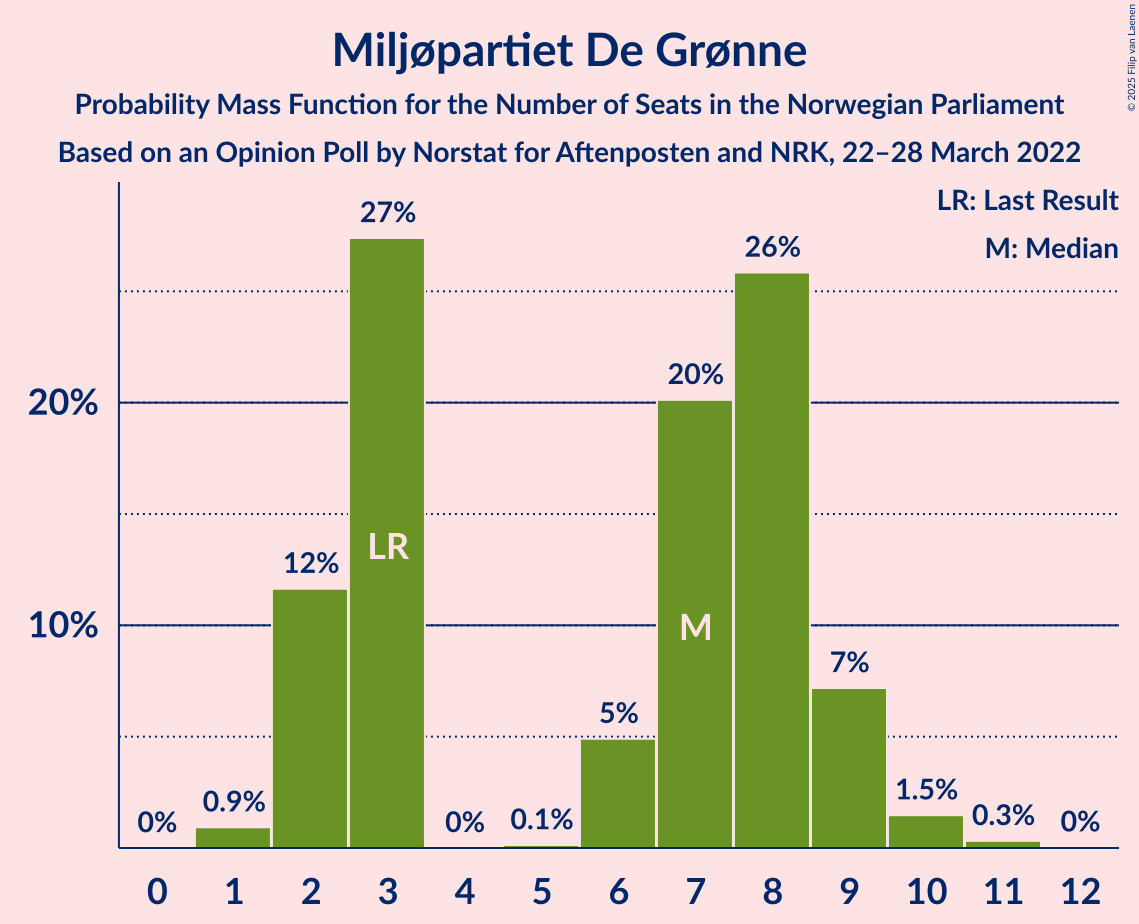 Miljøpartiet De Grønne
Probability Mass Function for the Number of Seats in the Norwegian Parliament
Based on an Opinion Poll by Norstat for Aftenposten and NRK, 22–28 March 2022
© 2025 Filip van Laenen
LR: Last Result
M: Median
27%
26%
20%
20%
12%
LR
10%
M
7%
5%
0%
0.9%
0%
0.1%
1.5%
0.3%
0%
0 1 2 3 4 5 6 7 8 9 10 11 12